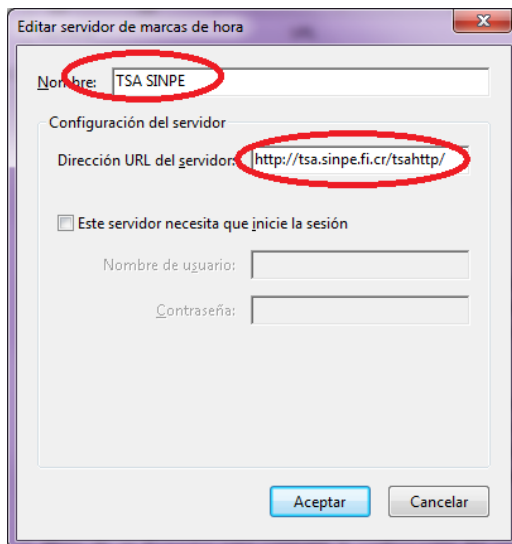 Editar servidor de marcas de hora
Nombre: TSA SINPE
Configuración del servidor
Dirección URL del servidor: http://tsa.sinpe.fi.cr/tsahttp/
Este servidor necesita que inicie la sesión
Nombre de usuario:
Contraseña:
Aceptar Cancelar